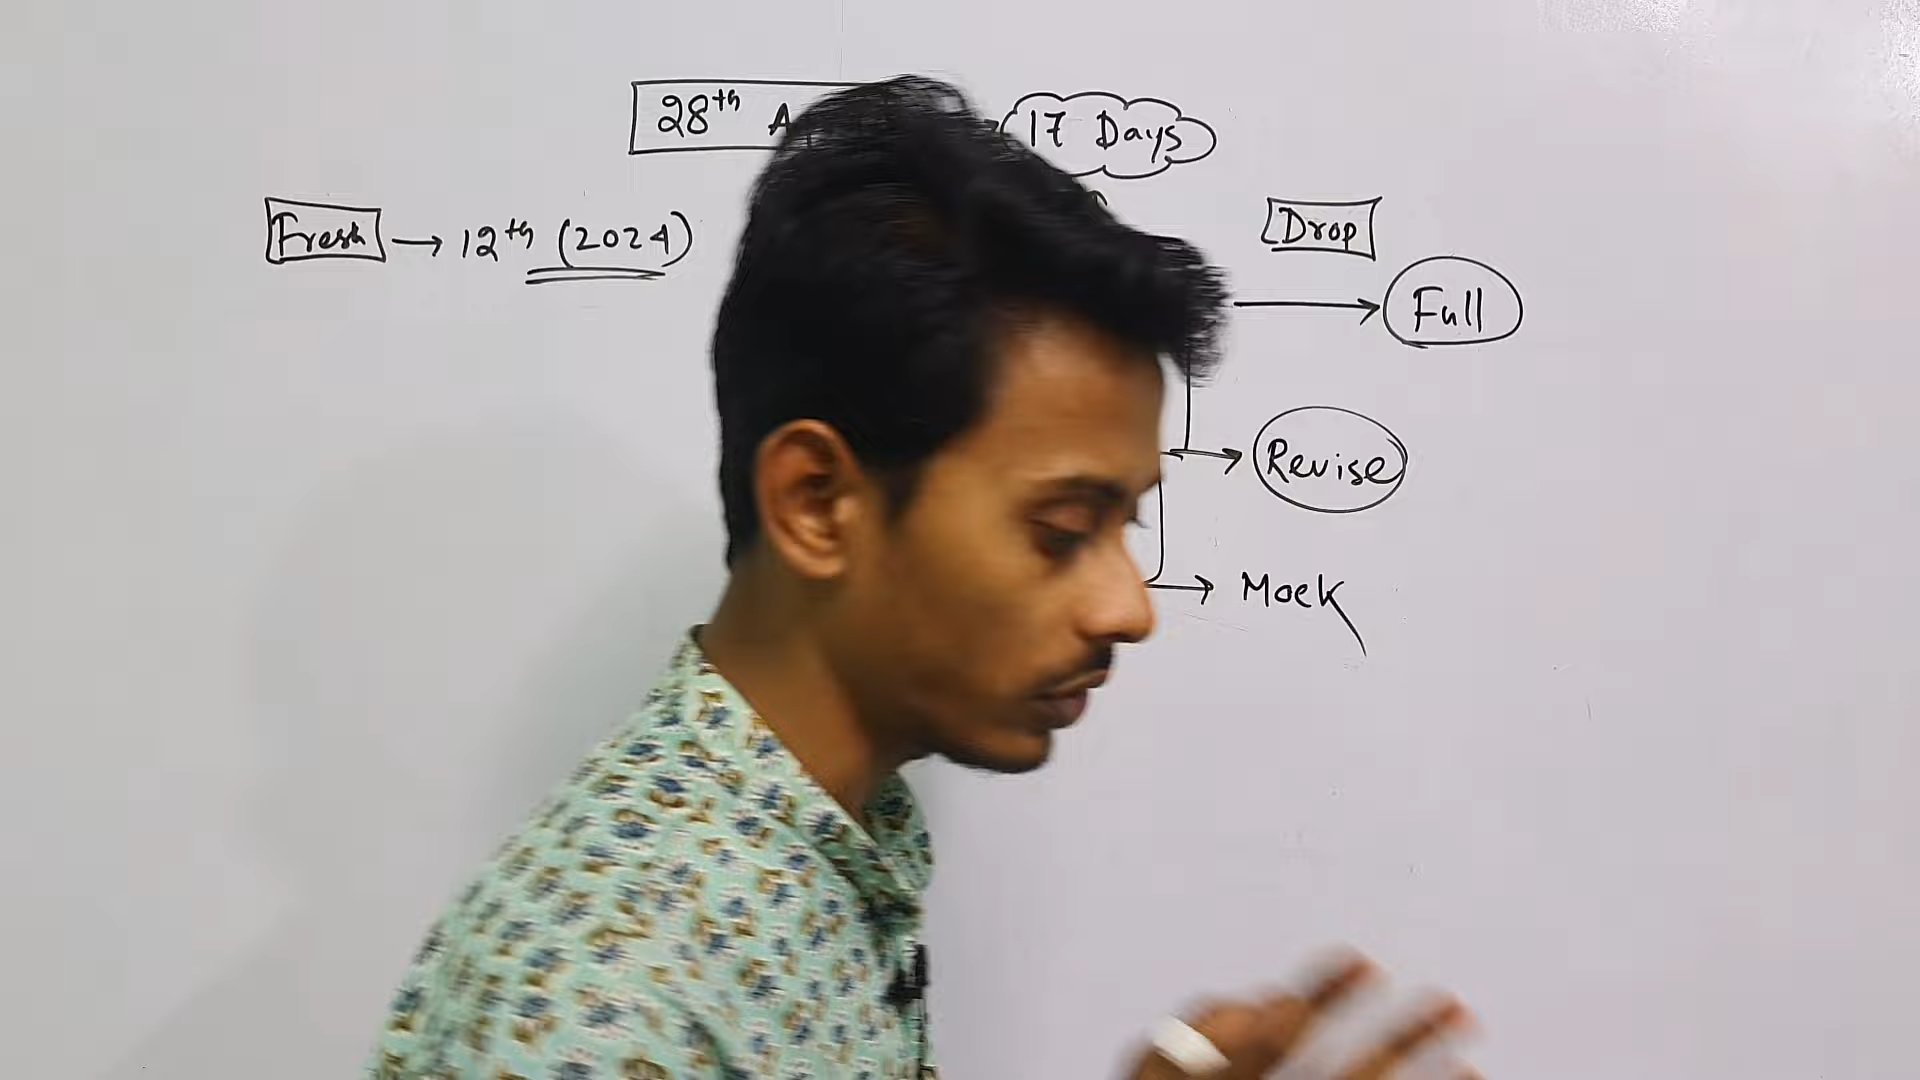 28th A
17 Days
Fresh → 12th (2024)
Drop
Full
Revise
Mock